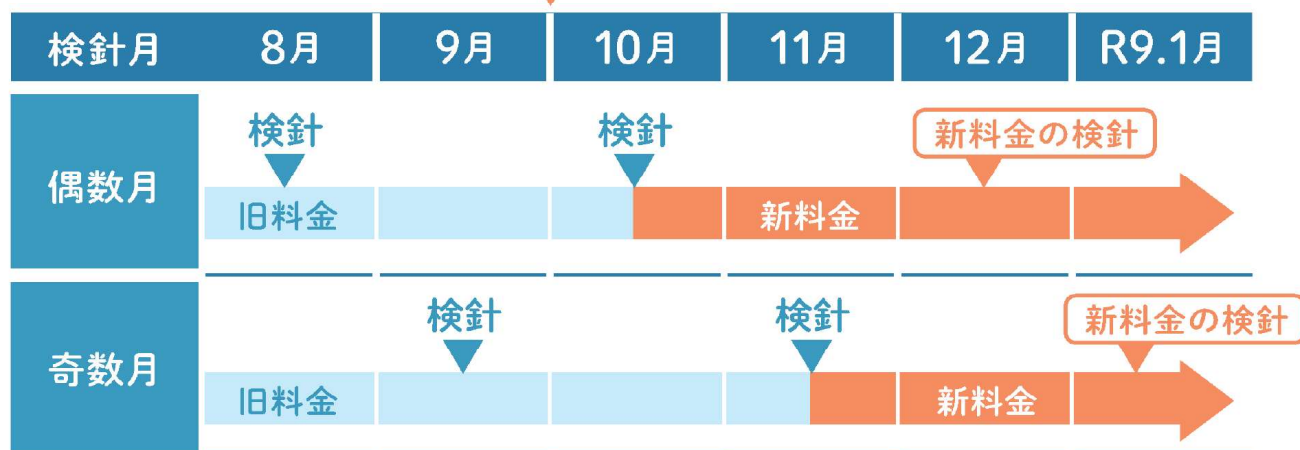 検針月 8月 9月 10月 11月 12月 R9.1月
偶数月
検針 検針 新料金の検針
旧料金 新料金
奇数月
検針 検針 新料金の検針
旧料金 新料金